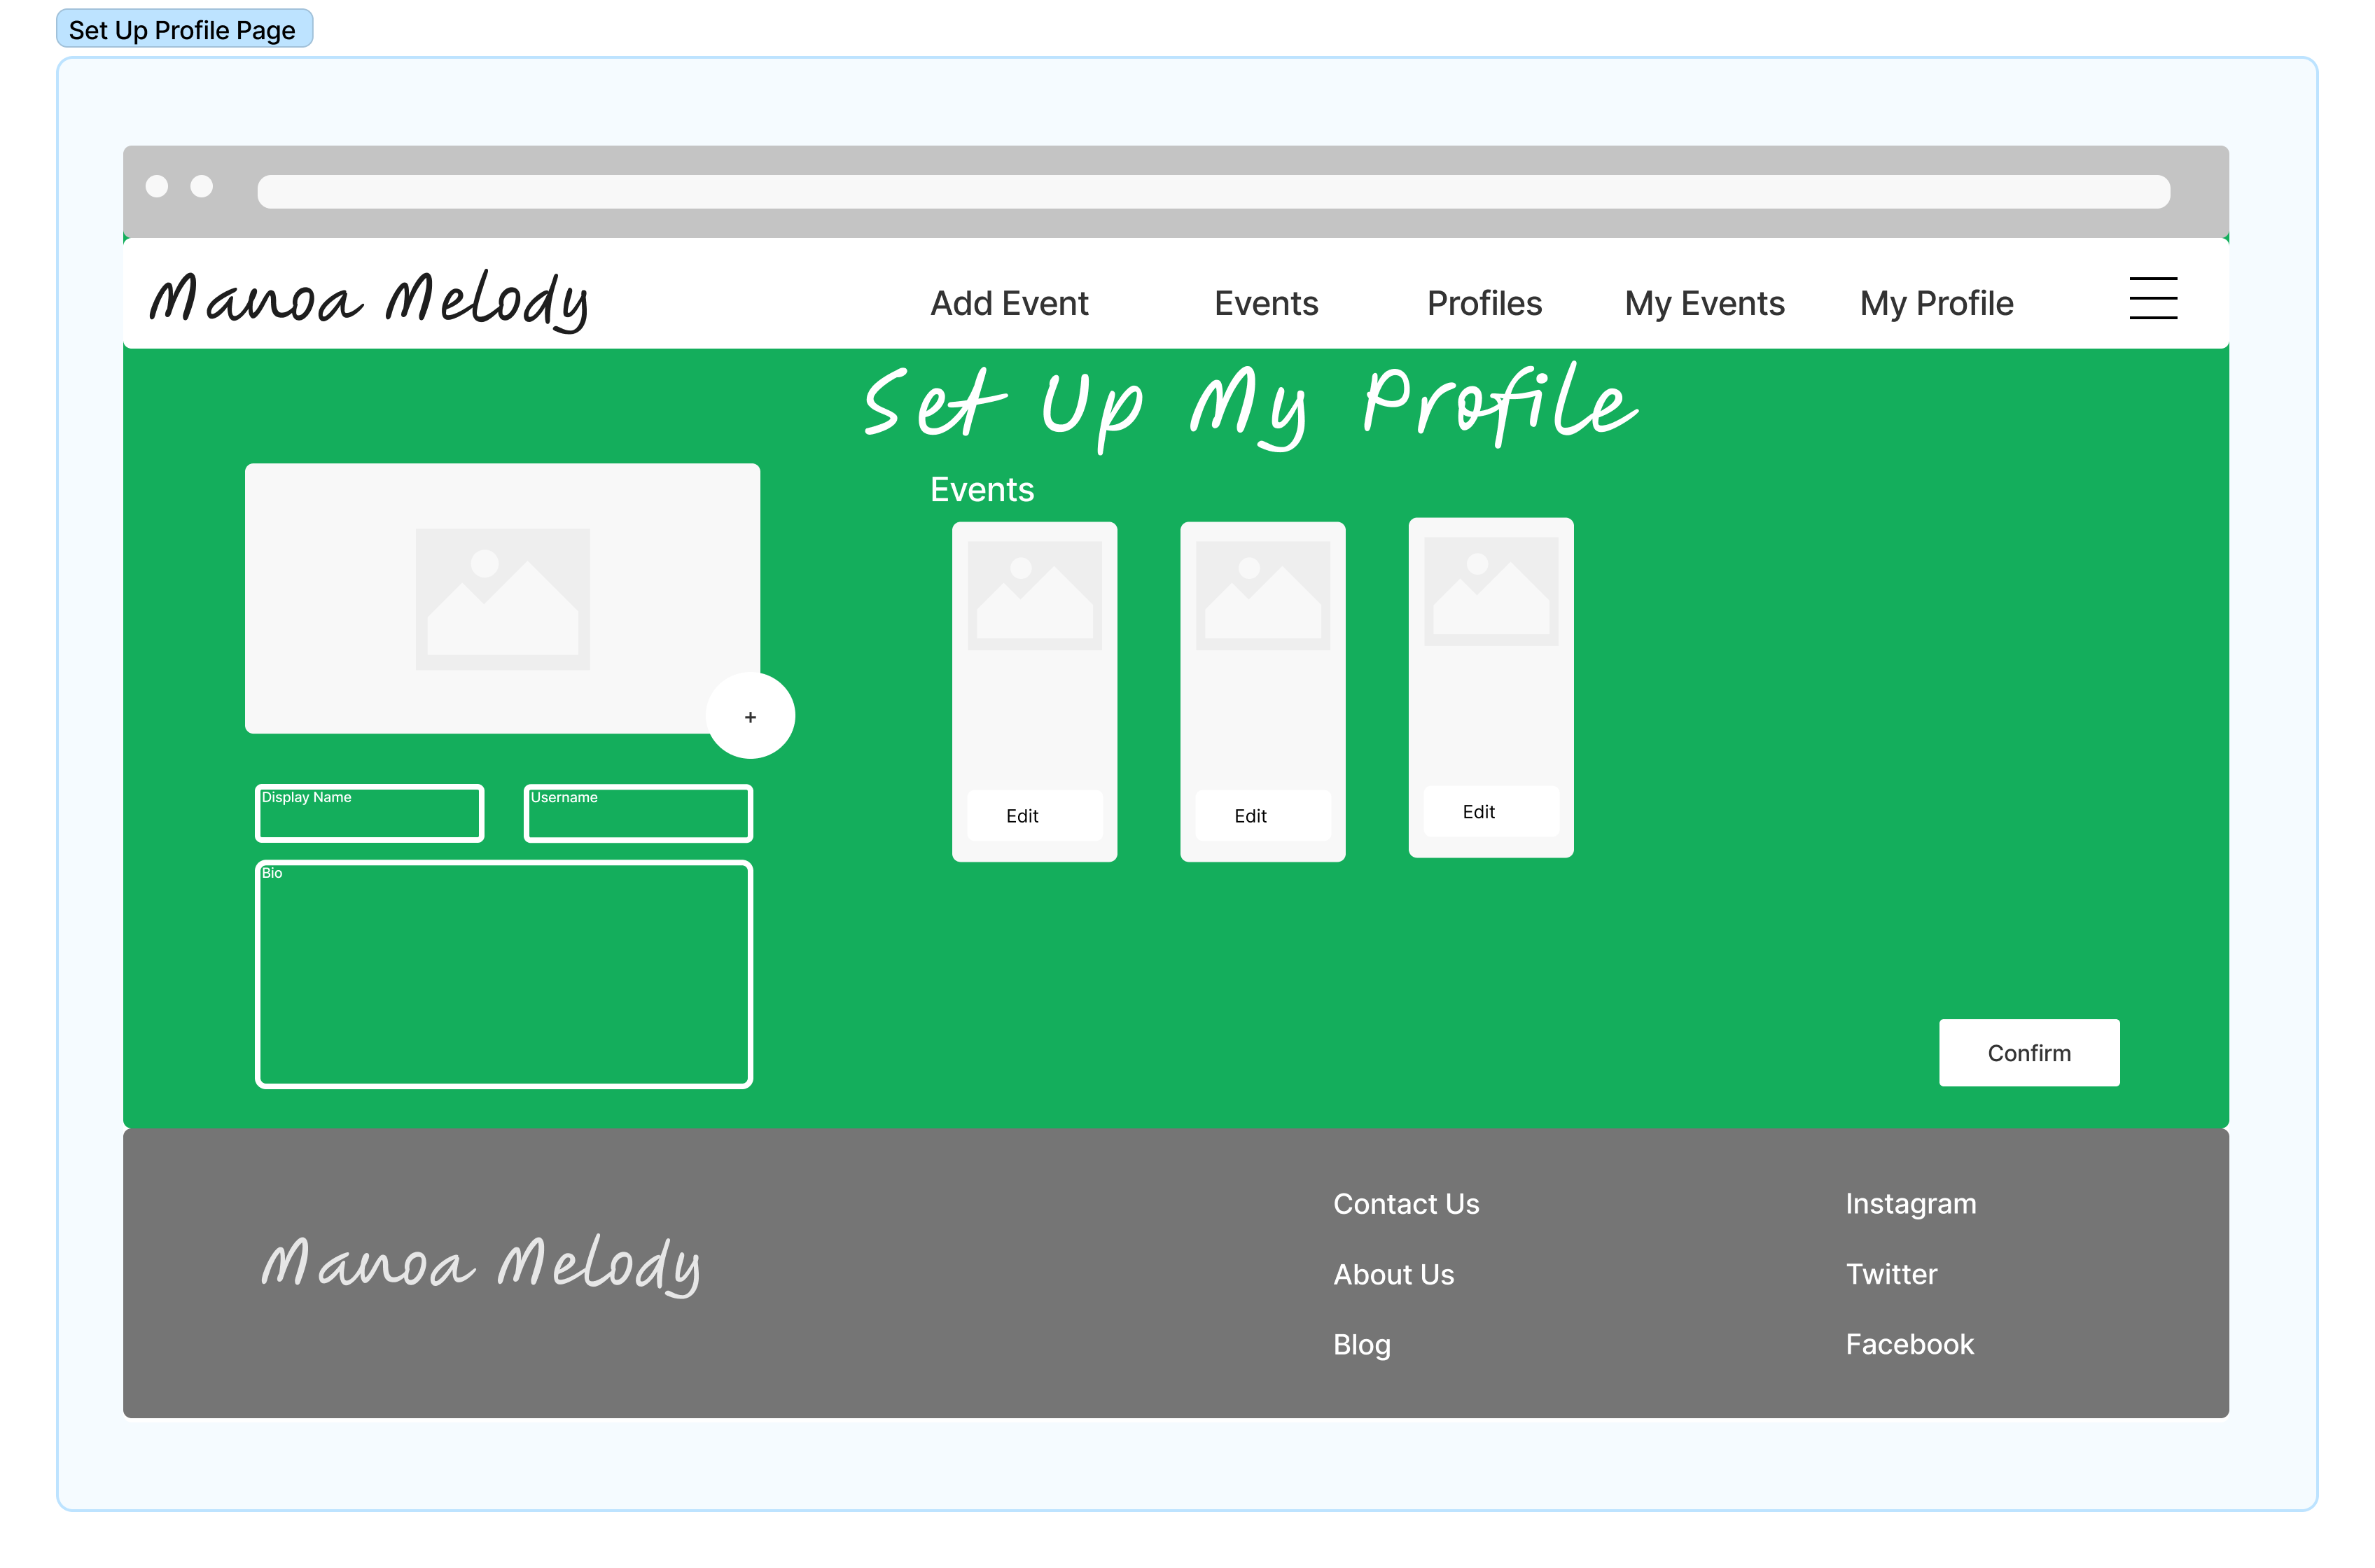 Set Up Profile Page
Manoa Melody
Add Event
Events
Profiles
My Events
My Profile
Set Up My Profile
Events
+
Display Name
Username
Bio
Edit
Edit
Edit
Confirm
Manoa Melody
Contact Us
About Us
Blog
Instagram
Twitter
Facebook